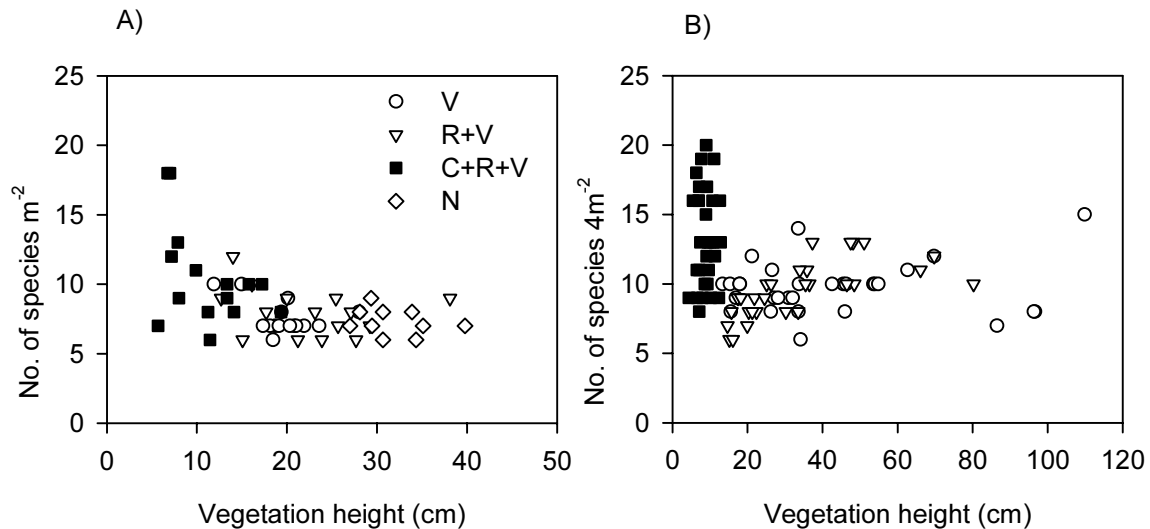 A)
No. of species m⁻²
25
20
15
10
5
0
V
R+V
C+R+V
N
0 10 20 30 40 50
Vegetation height (cm)
B)
No. of species 4m⁻²
25
20
15
10
5
0
0 20 40 60 80 100 120
Vegetation height (cm)